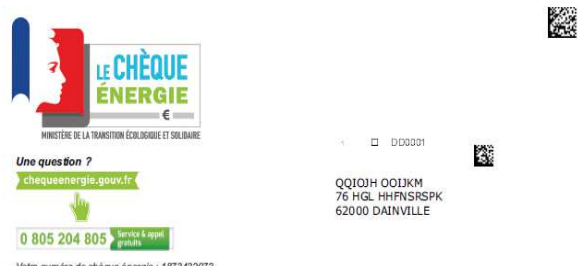 LE CHÈQUE
ÉNERGIE
€
MINISTÈRE DE LA TRANSITION ÉCOLOGIQUE ET SOLIDAIRE
Une question ?
chequeenergie.gouv.fr
0 805 204 805 Service & appel gratuits
DD0001
QQIOJH OOIJKM
76 HGL HHFNSRSPK
62000 DAINVILLE